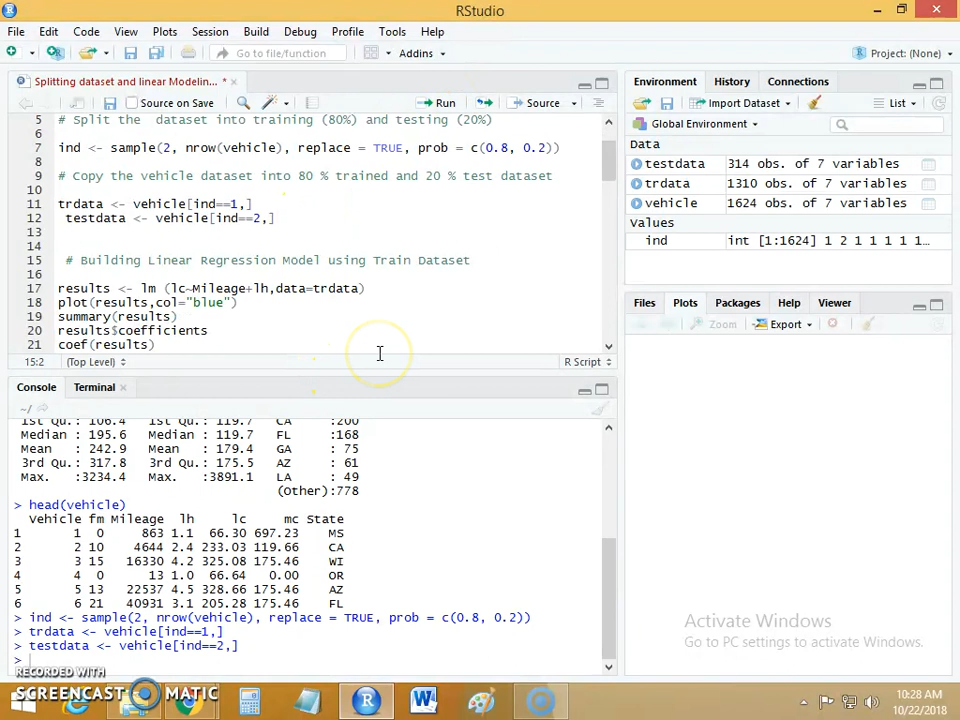 RStudio
File Edit Code View Plots Session Build Debug Profile Tools Help
Go to file/function Addins Project: (None)
Splitting dataset and linear Modelin... *
Source on Save Run Source
5 # Split the  dataset into training (80%) and testing (20%)
6
7 ind <- sample(2, nrow(vehicle), replace = TRUE, prob = c(0.8, 0.2))
8
9 # Copy the vehicle dataset into 80 % trained and 20 % test dataset
10
11 trdata <- vehicle[ind==1,]
12  testdata <- vehicle[ind==2,]
13
14
15  # Building Linear Regression Model using Train Dataset
16
17 results <- lm (lc~Mileage+lh,data=trdata)
18 plot(results,col="blue")
19 summary(results)
20 results$coefficients
21 coef(results)
15:2 (Top Level) R Script
Console Terminal
~/
1st Qu.: 106.4   1st Qu.: 119.7   CA     :200
Median : 195.6   Median : 119.7   FL     :168
Mean   : 242.9   Mean   : 179.4   GA     : 75
3rd Qu.: 317.8   3rd Qu.: 175.5   AZ     : 61
Max.   :3234.4   Max.   :3891.1   LA     : 49
(Other):778
> head(vehicle)
Vehicle fm Mileage  lh     lc     mc State
1       1  0     863 1.1  66.30 697.23    MS
2       2 10    4644 2.4 233.03 119.66    CA
3       3 15   16330 4.2 325.08 175.46    WI
4       4  0      13 1.0  66.64   0.00    OR
5       5 13   22537 4.5 328.66 175.46    AZ
6       6 21   40931 3.1 205.28 175.46    FL
> ind <- sample(2, nrow(vehicle), replace = TRUE, prob = c(0.8, 0.2))
> trdata <- vehicle[ind==1,]
> testdata <- vehicle[ind==2,]
>
Environment History Connections
Import Dataset List
Global Environment
Data
testdata 314 obs. of 7 variables
trdata 1310 obs. of 7 variables
vehicle 1624 obs. of 7 variables
Values
ind int [1:1624] 1 2 1 1 1 1 1…
Files Plots Packages Help Viewer
Zoom Export
Activate Windows
Go to PC settings to activate Windows.
RECORDED WITH
SCREENCAST MATIC
10:28 AM
10/22/2018